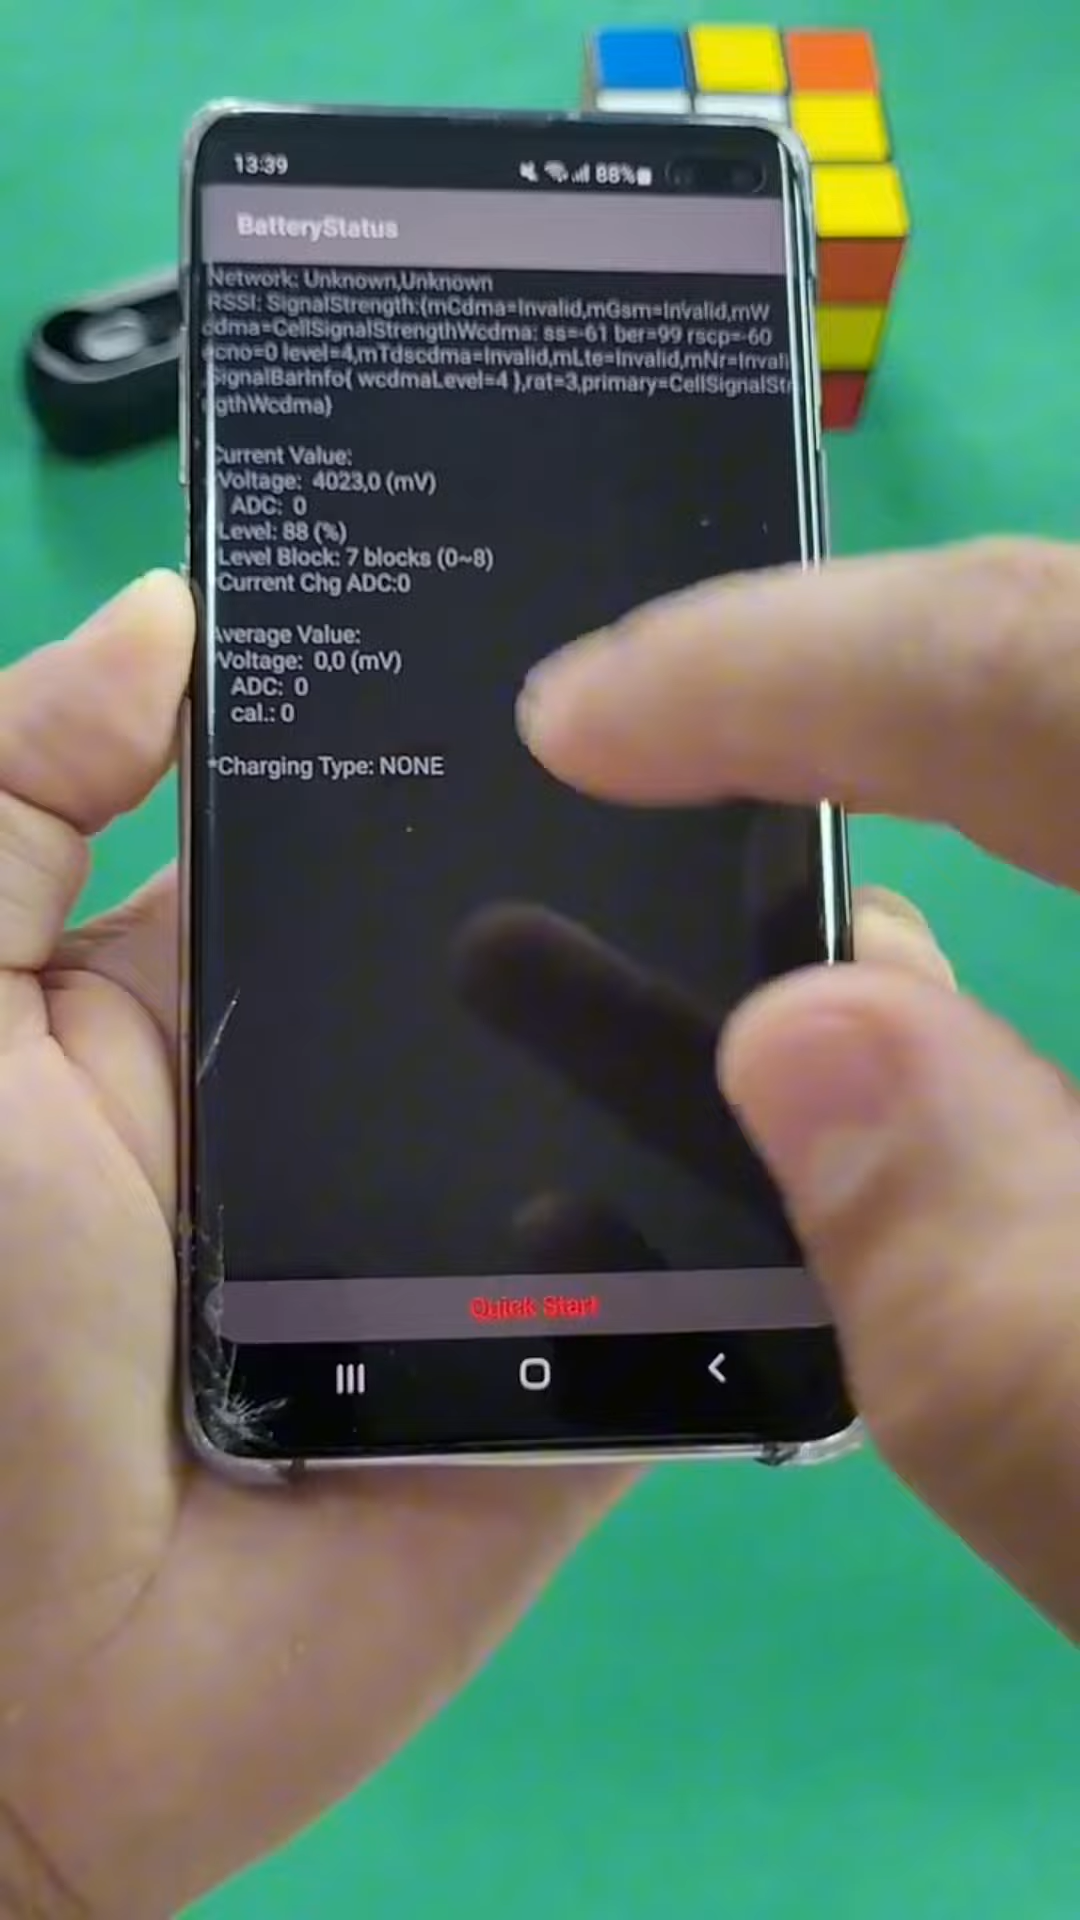 13:39
88%
BatteryStatus
Network: Unknown,Unknown
RSSI: SignalStrength:{mCdma=Invalid,mGsm=Invalid,mW
cdma=CellSignalStrengthWcdma: ss=-61 ber=99 rscp=-60
ecno=0 level=4,mTdscdma=Invalid,mLte=Invalid,mNr=Invali
SignalBarInfo{ wcdmaLevel=4 },rat=3,primary=CellSignalStr
gthWcdma}
Current Value:
Voltage: 4023,0 (mV)
ADC: 0
Level: 88 (%)
Level Block: 7 blocks (0~8)
*Current Chg ADC:0
Average Value:
Voltage: 0,0 (mV)
ADC: 0
cal.: 0
*Charging Type: NONE
Quick Start